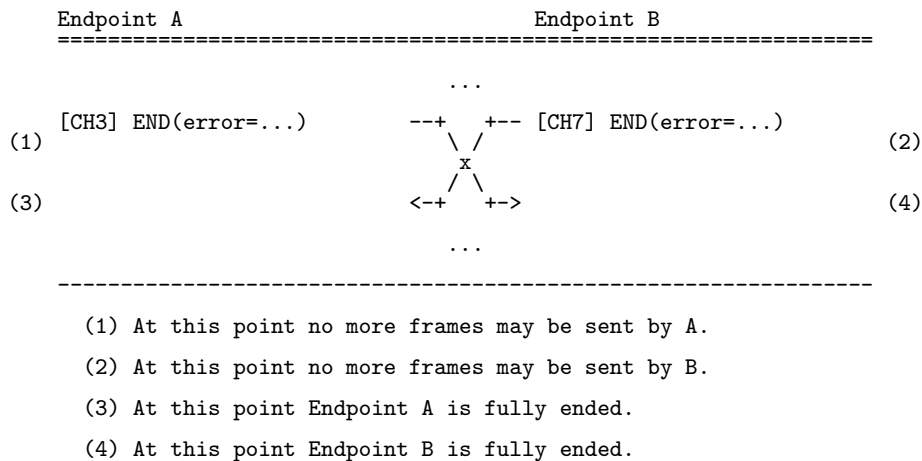 Endpoint A                                  Endpoint B
=================================================================
...
[CH3] END(error=...)        --+   +-- [CH7] END(error=...)
(1)                                \ /                                 (2)
x
/ \
(3)                             <-+   +->                              (4)
...
-----------------------------------------------------------------
(1) At this point no more frames may be sent by A.
(2) At this point no more frames may be sent by B.
(3) At this point Endpoint A is fully ended.
(4) At this point Endpoint B is fully ended.